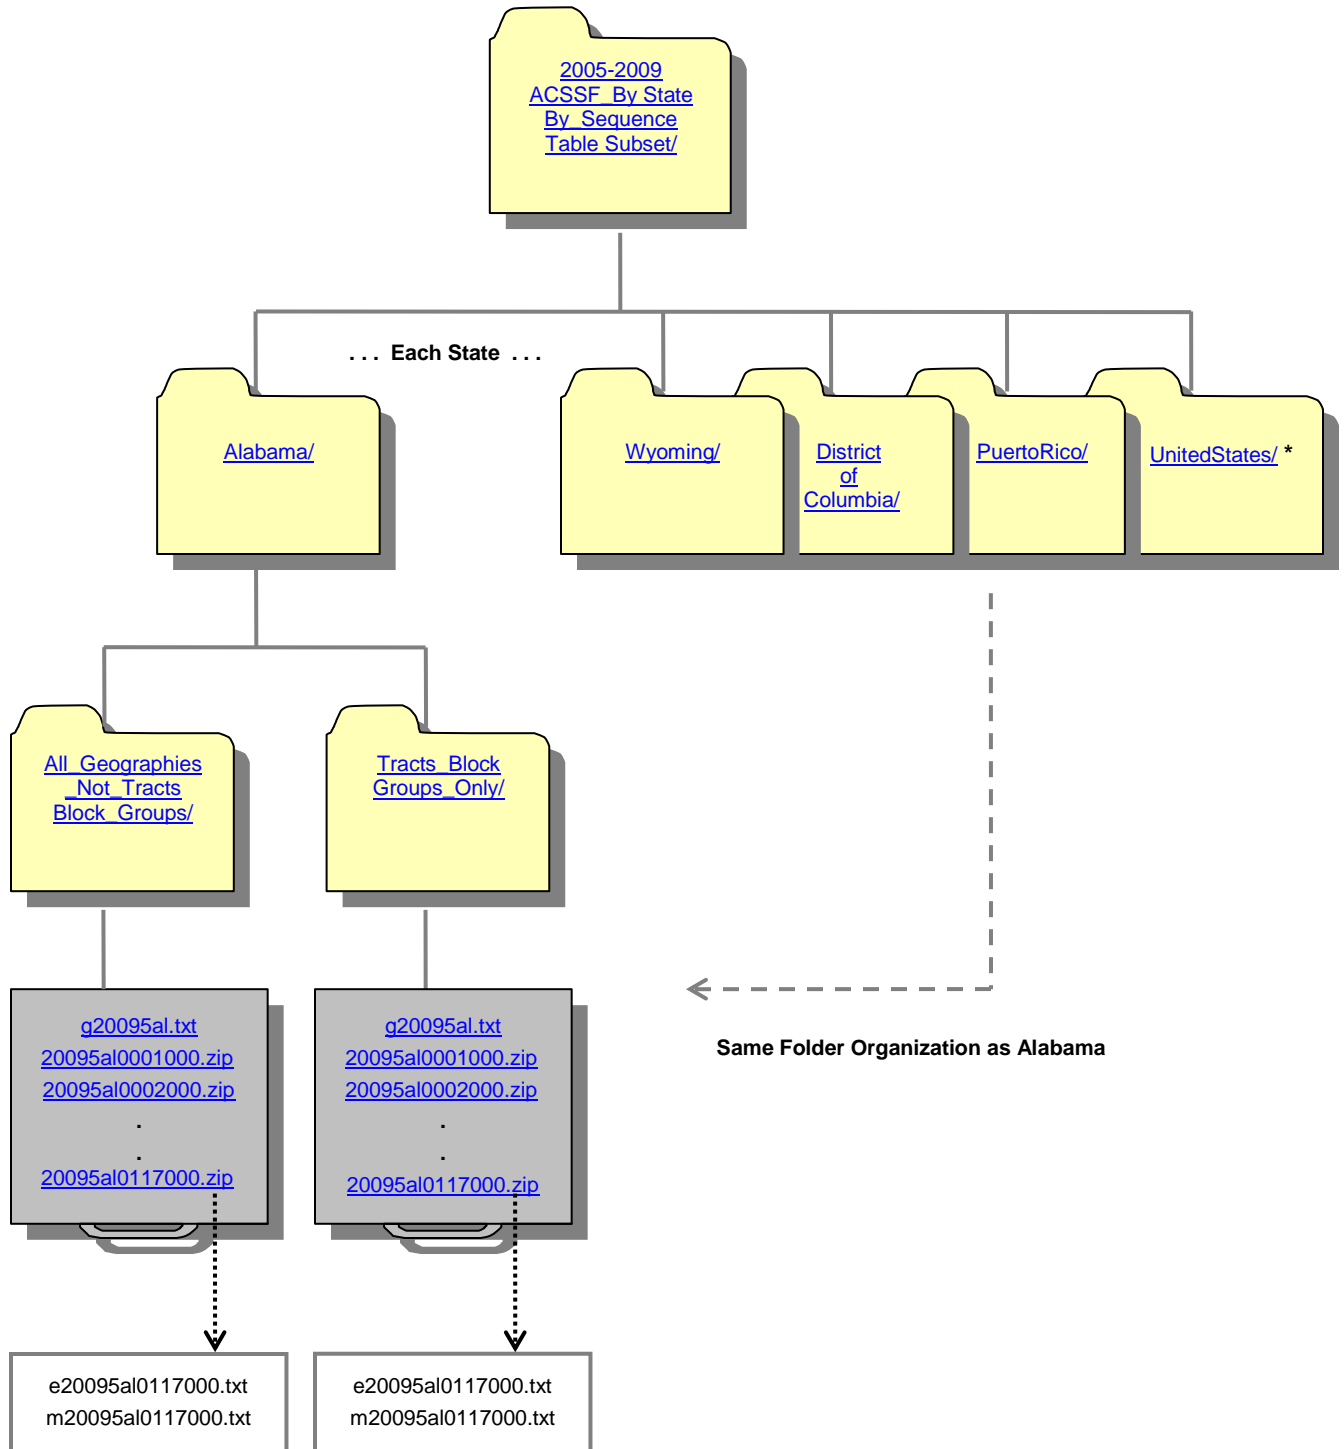 2005-2009
ACSSF_By State
By_Sequence
Table Subset/
. . . Each State . . .
Alabama/
Wyoming/
District
of
Columbia/
PuertoRico/
UnitedStates/ *
All_Geographies
_Not_Tracts
Block_Groups/
Tracts_Block
Groups_Only/
g20095al.txt
20095al0001000.zip
20095al0002000.zip
.
.
20095al0117000.zip
g20095al.txt
20095al0001000.zip
20095al0002000.zip
.
.
20095al0117000.zip
Same Folder Organization as Alabama
e20095al0117000.txt
m20095al0117000.txt
e20095al0117000.txt
m20095al0117000.txt